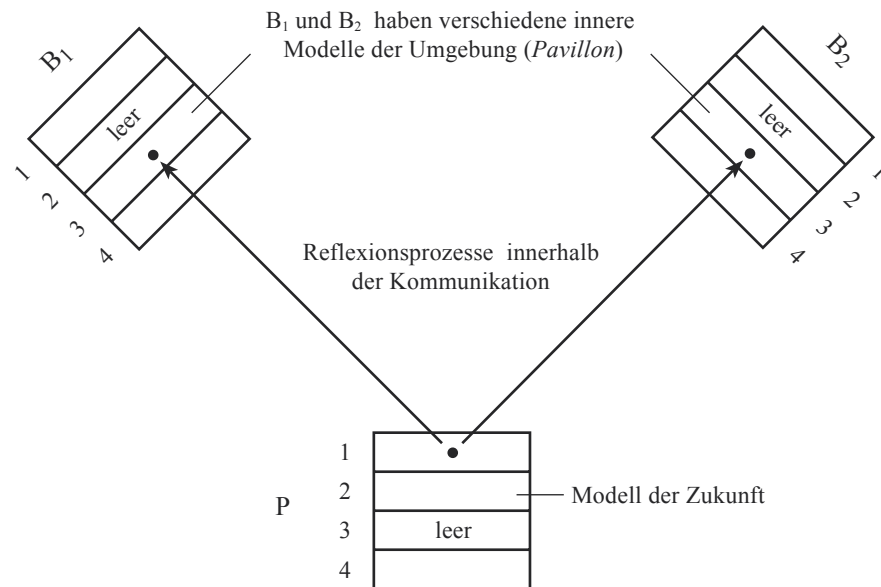 B₁ und B₂ haben verschiedene innere
Modelle der Umgebung (Pavillon)
B₁
leer
1
2
3
4
B₂
leer
1
2
3
4
Reflexionsprozesse innerhalb
der Kommunikation
P
1
2
Modell der Zukunft
3
leer
4